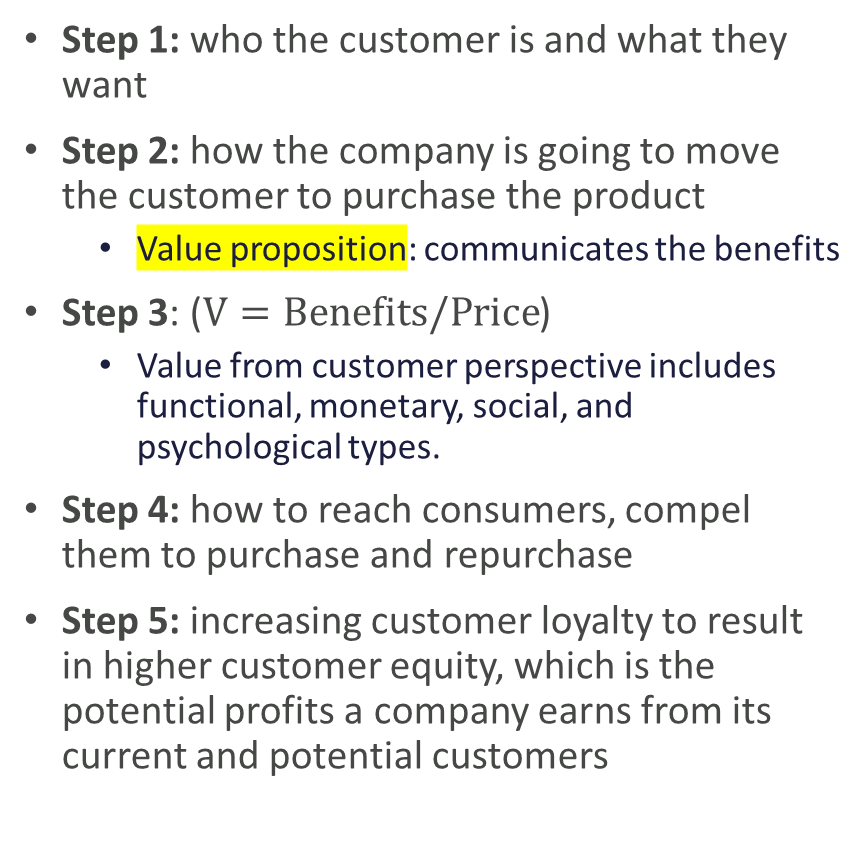 • Step 1: who the customer is and what they
want
• Step 2: how the company is going to move
the customer to purchase the product
• Value proposition: communicates the benefits
• Step 3: (V = Benefits/Price)
• Value from customer perspective includes
functional, monetary, social, and
psychological types.
• Step 4: how to reach consumers, compel
them to purchase and repurchase
• Step 5: increasing customer loyalty to result
in higher customer equity, which is the
potential profits a company earns from its
current and potential customers